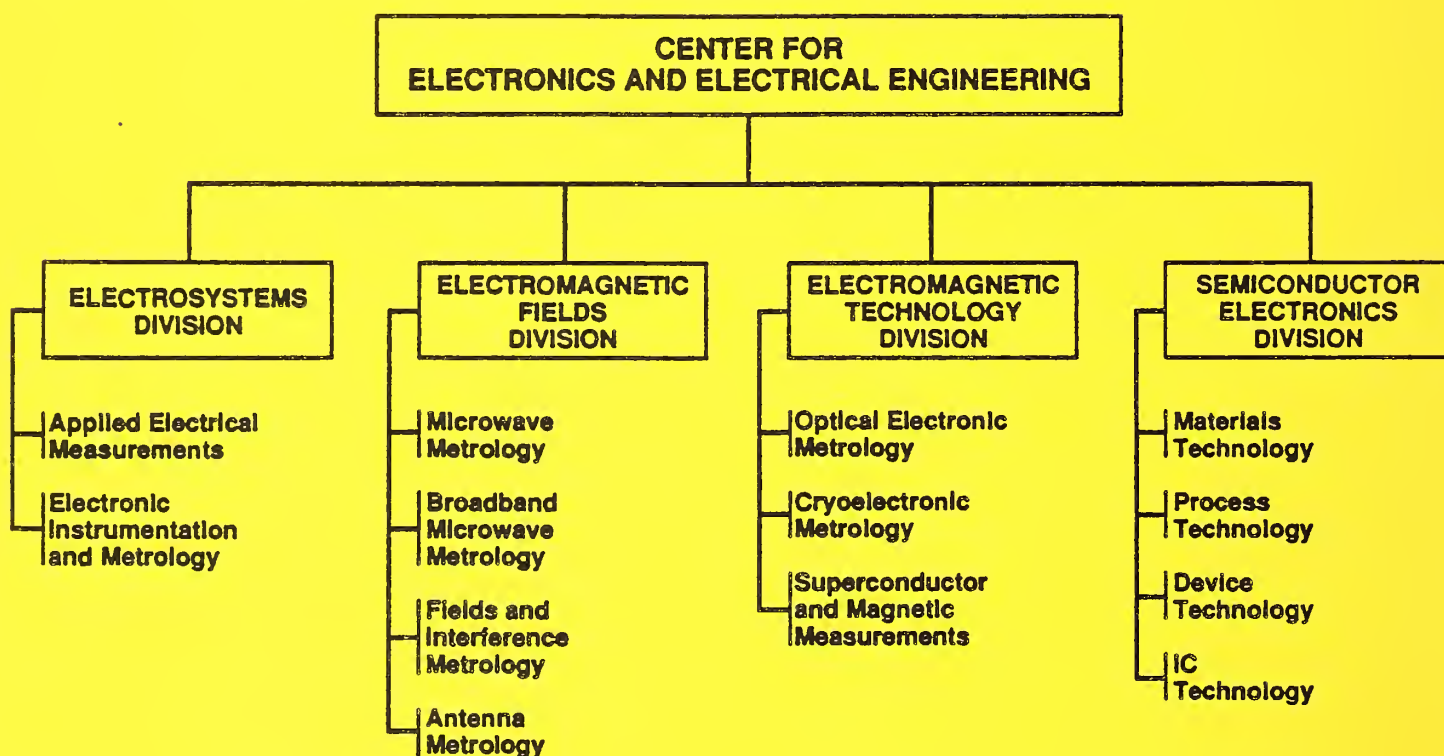 CENTER FOR
ELECTRONICS AND ELECTRICAL ENGINEERING
ELECTROSYSTEMS
DIVISION
Applied Electrical
Measurements
Electronic
Instrumentation
and Metrology
ELECTROMAGNETIC
FIELDS
DIVISION
Microwave
Metrology
Broadband
Microwave
Metrology
Fields and
Interference
Metrology
Antenna
Metrology
ELECTROMAGNETIC
TECHNOLOGY
DIVISION
Optical Electronic
Metrology
Cryoelectronic
Metrology
Superconductor
and Magnetic
Measurements
SEMICONDUCTOR
ELECTRONICS
DIVISION
Materials
Technology
Process
Technology
Device
Technology
IC
Technology